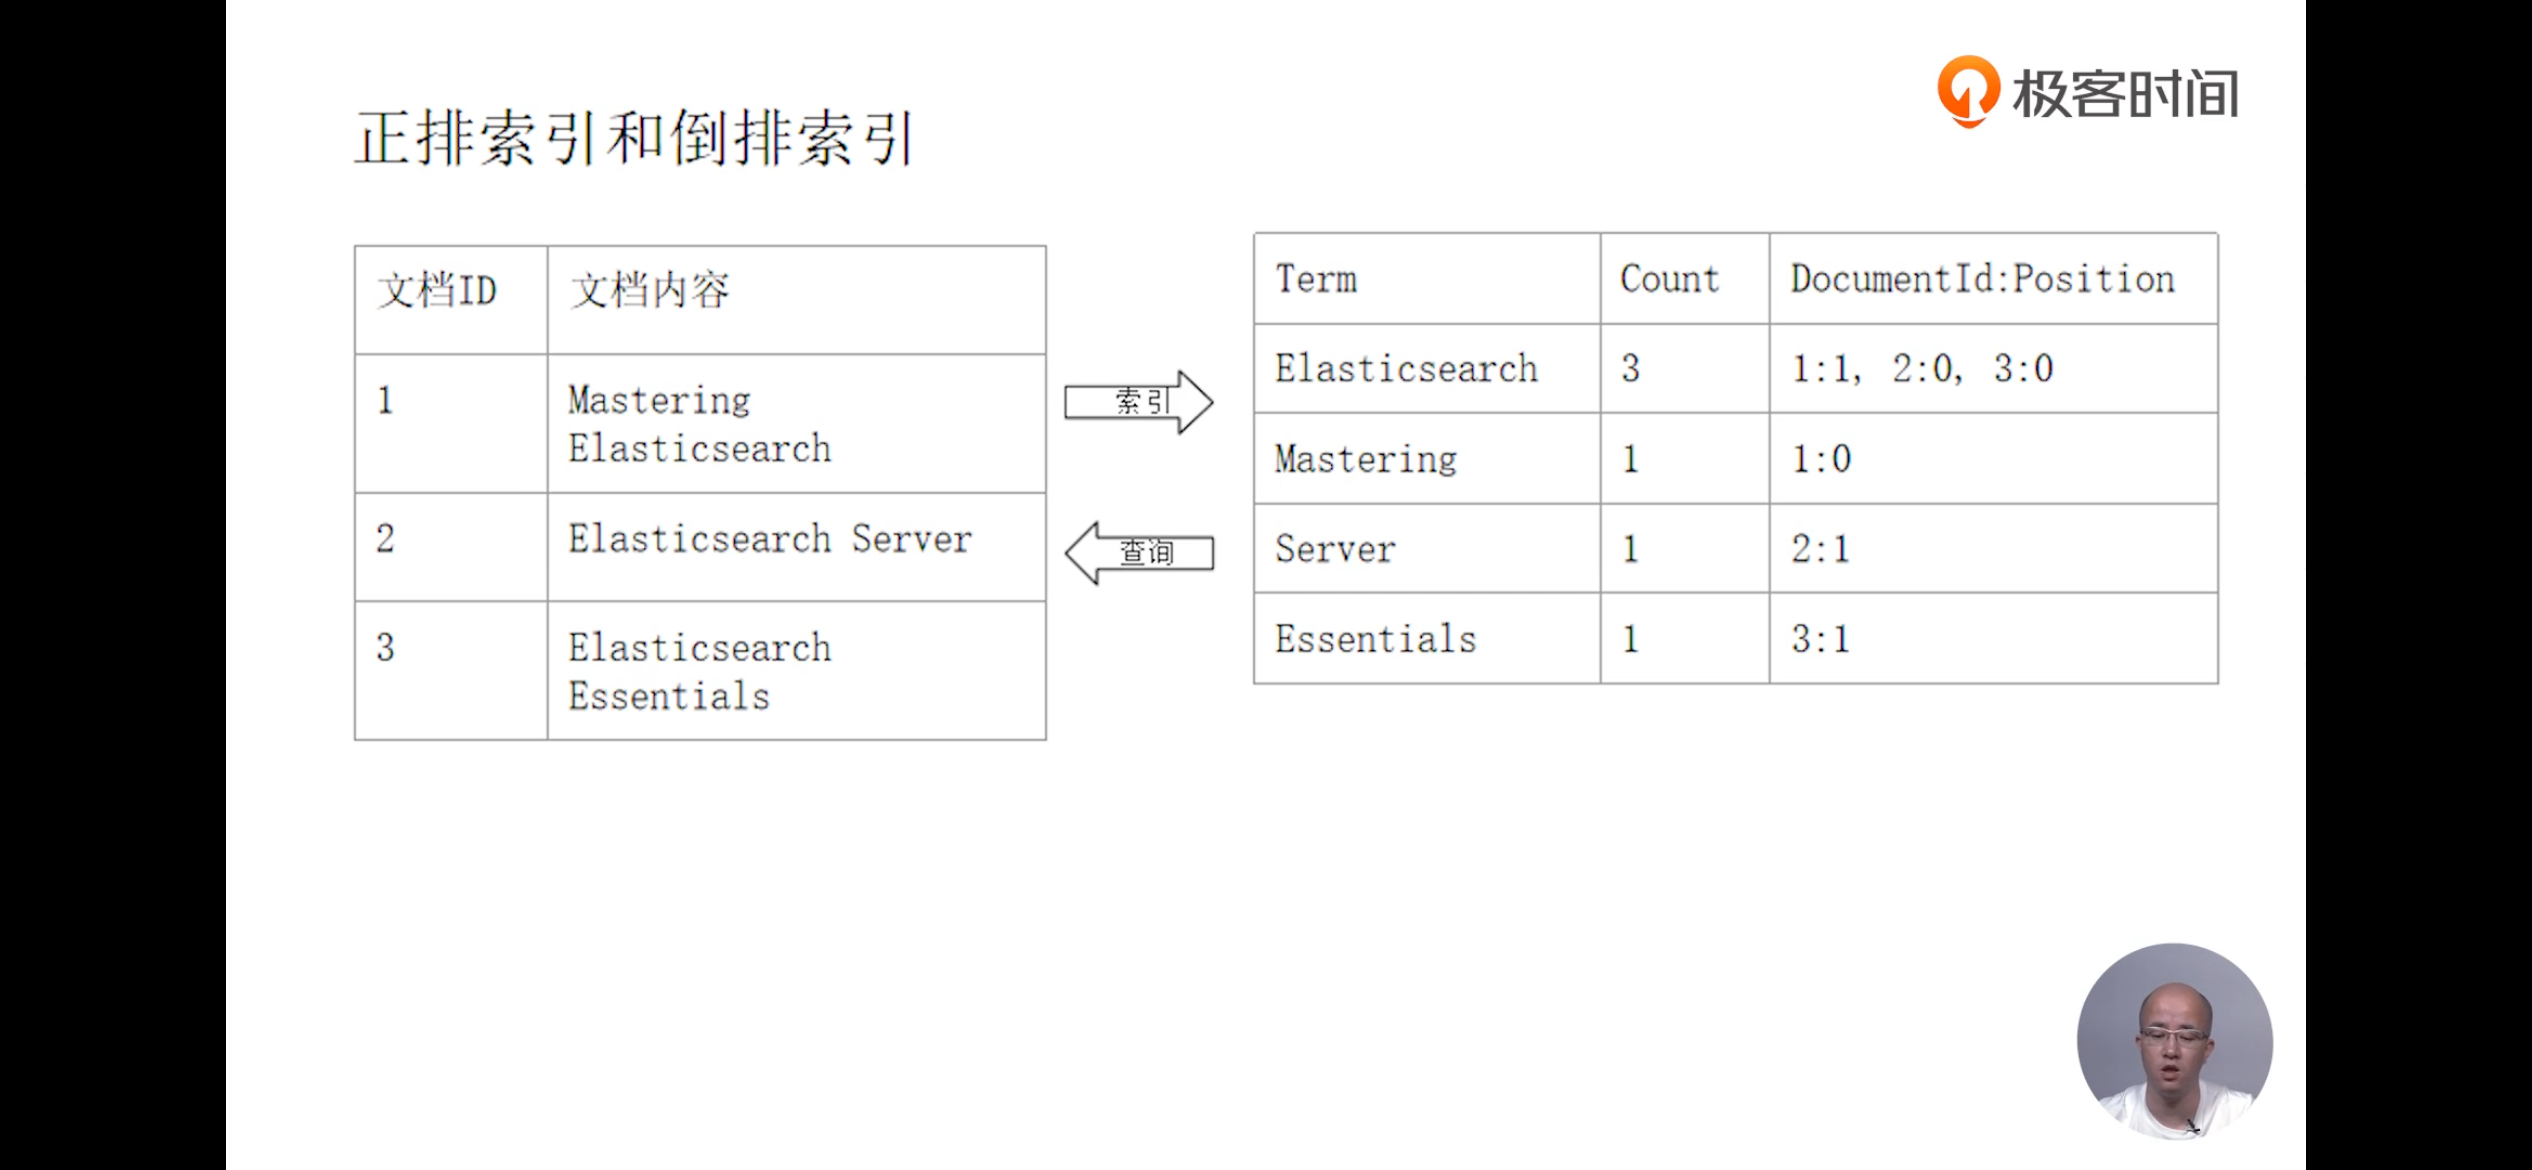 极客时间
正排索引和倒排索引
文档ID 文档内容
1 Mastering
Elasticsearch
2 Elasticsearch Server
3 Elasticsearch
Essentials
索引
查询
Term Count DocumentId:Position
Elasticsearch 3 1:1, 2:0, 3:0
Mastering 1 1:0
Server 1 2:1
Essentials 1 3:1